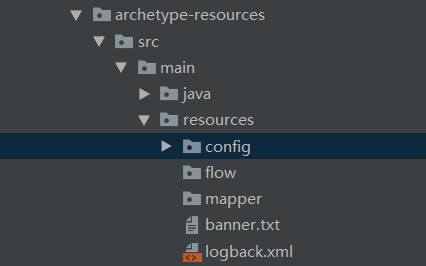 archetype-resources
src
main
java
resources
config
flow
mapper
banner.txt
logback.xml